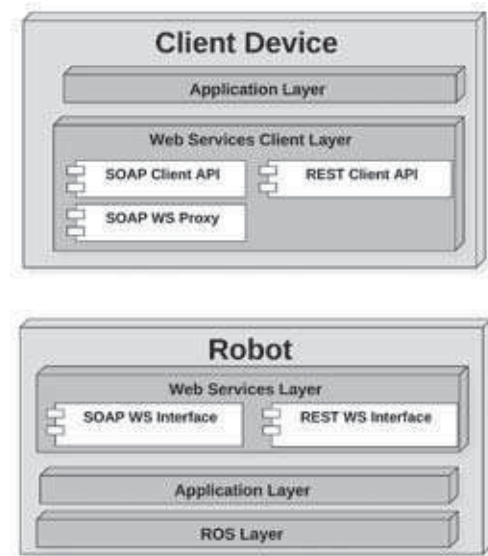 Client Device
Application Layer
Web Services Client Layer
SOAP Client API
REST Client API
SOAP WS Proxy
Robot
Web Services Layer
SOAP WS Interface
REST WS Interface
Application Layer
ROS Layer